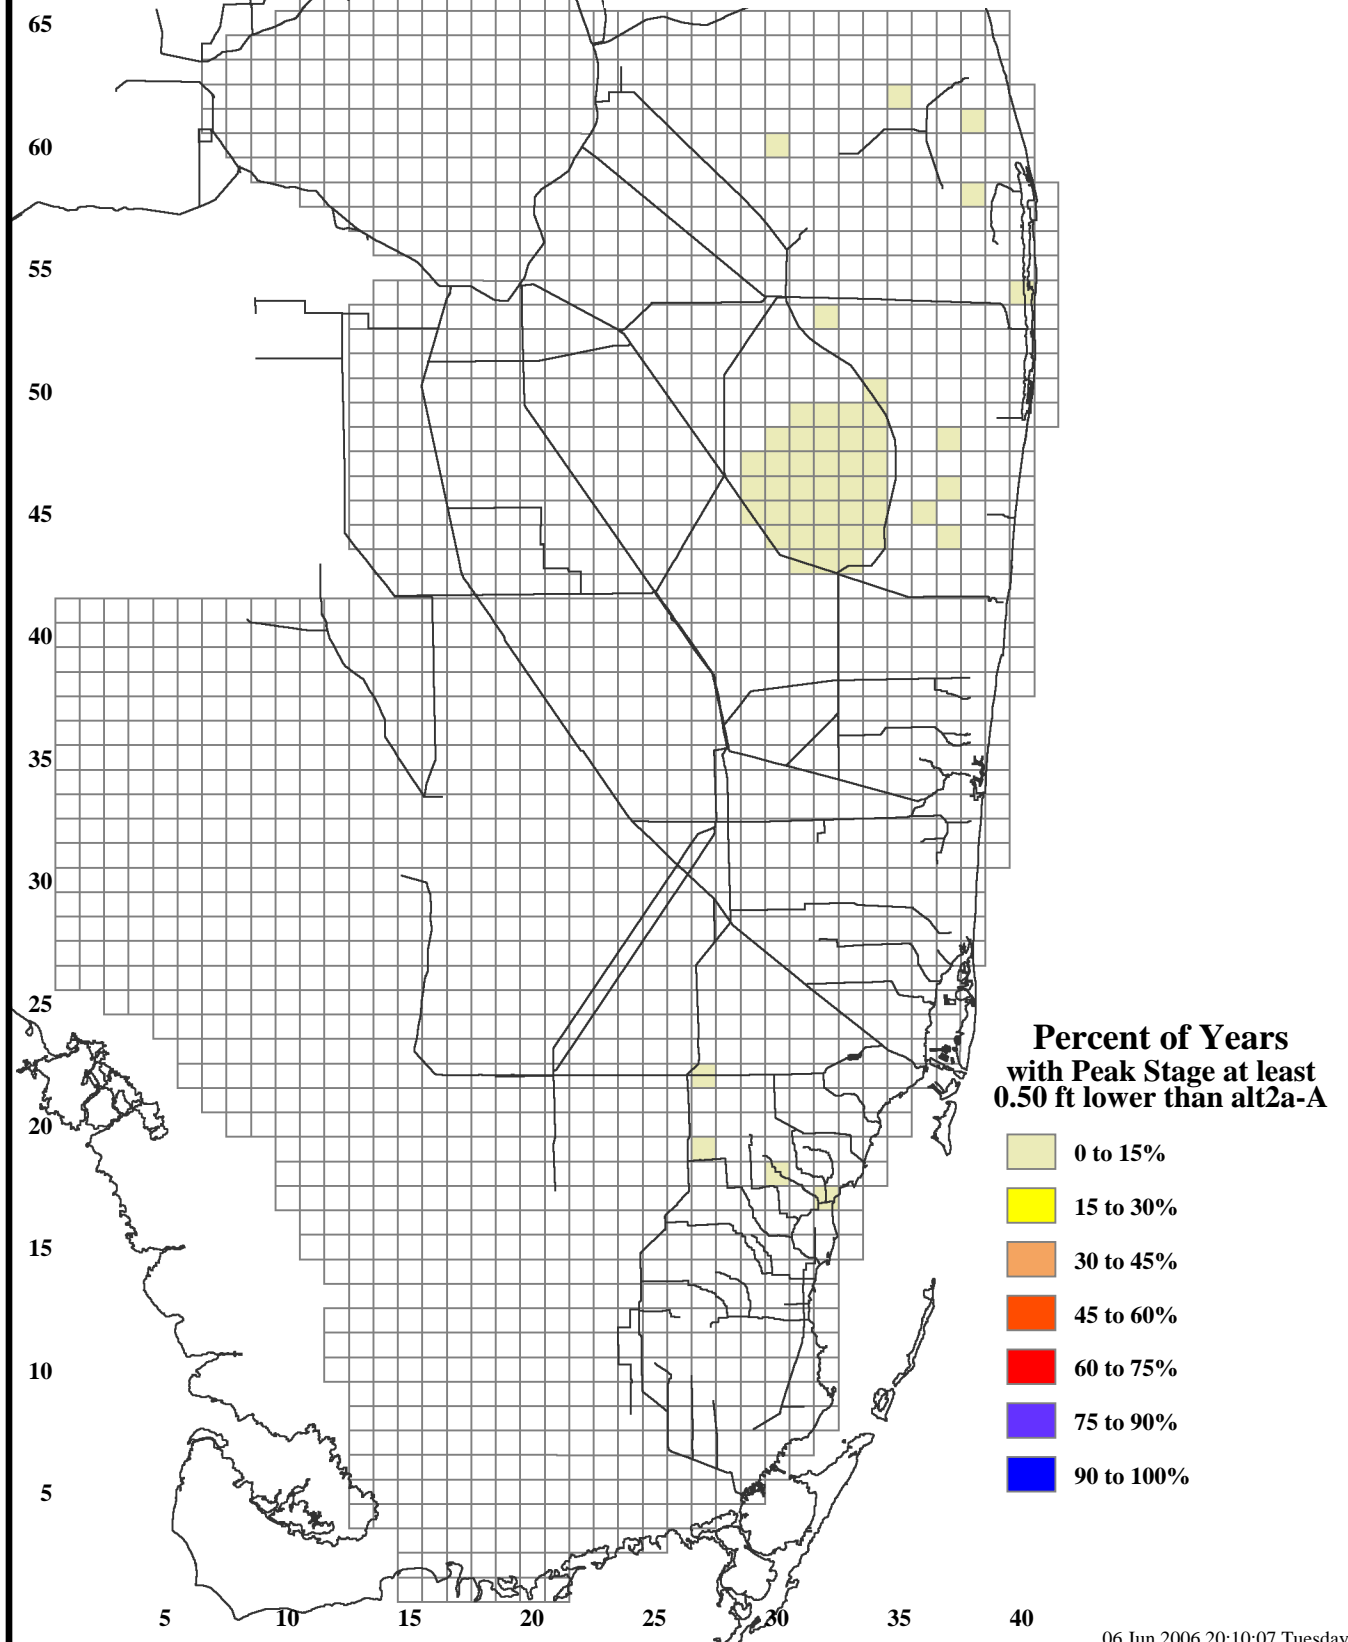 65
60
55
50
45
40
35
30
25
20
15
10
5
Percent of Years
with Peak Stage at least
0.50 ft lower than alt2a-A
0 to 15%
15 to 30%
30 to 45%
45 to 60%
60 to 75%
75 to 90%
90 to 100%
5 10 15 20 25 30 35 40
06 Jun 2006 20:10:07 Tuesday